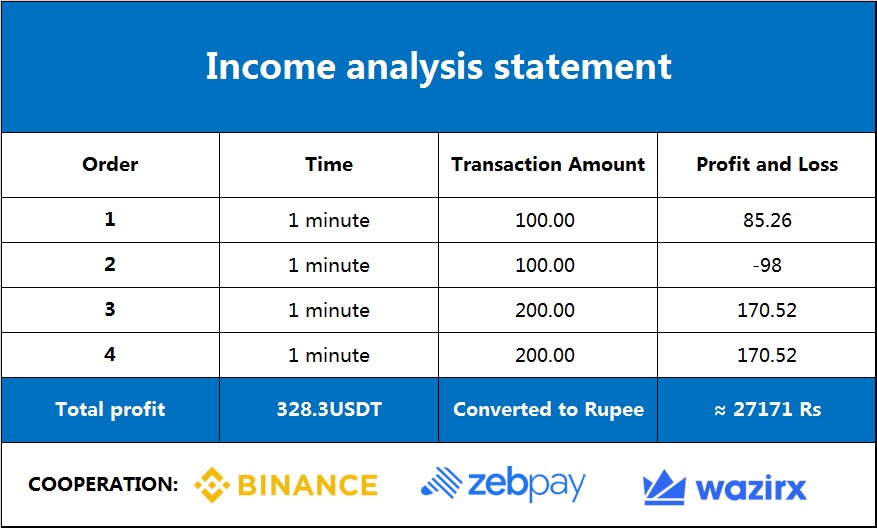 Income analysis statement
Order Time Transaction Amount Profit and Loss
1 1 minute 100.00 85.26
2 1 minute 100.00 -98
3 1 minute 200.00 170.52
4 1 minute 200.00 170.52
Total profit 328.3USDT Converted to Rupee ≈ 27171 Rs
COOPERATION: BINANCE zebpay wazirx